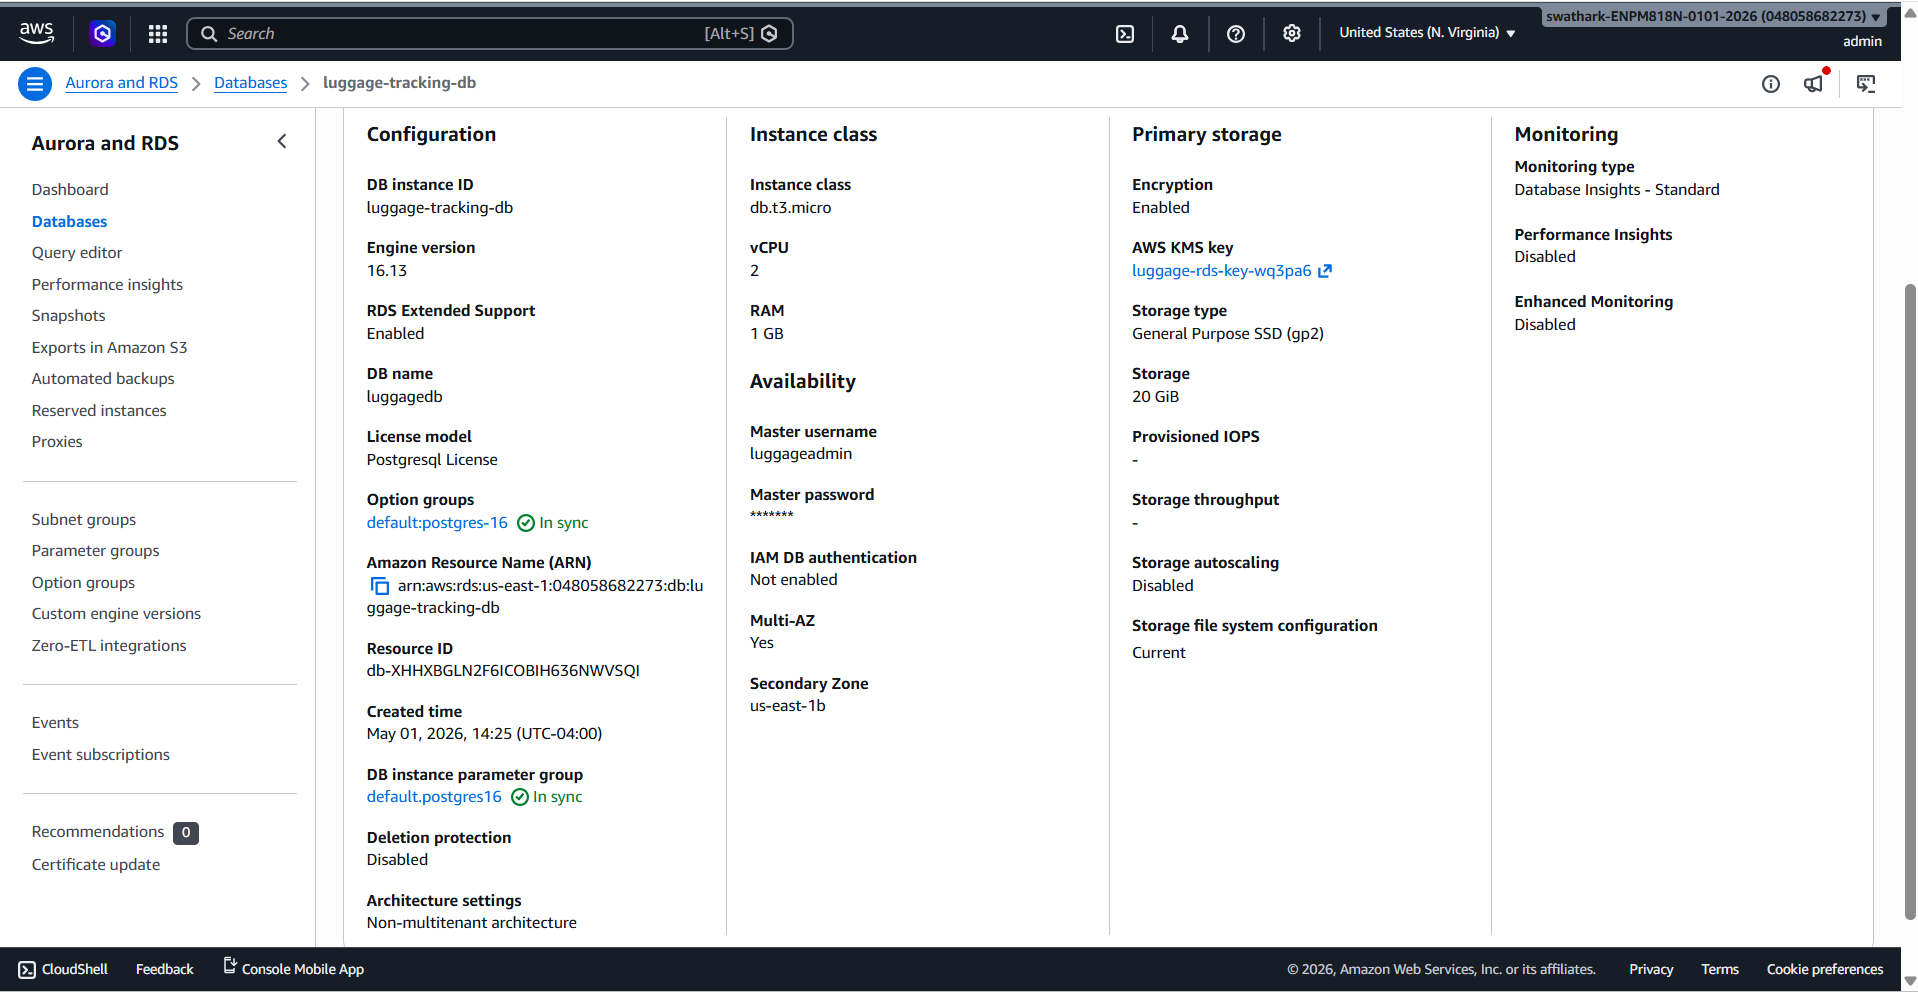 aws
Search
[Alt+S]
United States (N. Virginia)
swathark-ENPM818N-0101-2026 (048058682273)
admin
Aurora and RDS
Databases
luggage-tracking-db
Aurora and RDS
Dashboard
Databases
Query editor
Performance insights
Snapshots
Exports in Amazon S3
Automated backups
Reserved instances
Proxies
Subnet groups
Parameter groups
Option groups
Custom engine versions
Zero-ETL integrations
Events
Event subscriptions
Recommendations 0
Certificate update
Configuration
DB instance ID
luggage-tracking-db
Engine version
16.13
RDS Extended Support
Enabled
DB name
luggagedb
License model
Postgresql License
Option groups
default:postgres-16 In sync
Amazon Resource Name (ARN)
arn:aws:rds:us-east-1:048058682273:db:lu
ggage-tracking-db
Resource ID
db-XHHXBGLN2F6ICOBIH636NWVSQI
Created time
May 01, 2026, 14:25 (UTC-04:00)
DB instance parameter group
default.postgres16 In sync
Deletion protection
Disabled
Architecture settings
Non-multitenant architecture
Instance class
Instance class
db.t3.micro
vCPU
2
RAM
1 GB
Availability
Master username
luggageadmin
Master password
*******
IAM DB authentication
Not enabled
Multi-AZ
Yes
Secondary Zone
us-east-1b
Primary storage
Encryption
Enabled
AWS KMS key
luggage-rds-key-wq3pa6
Storage type
General Purpose SSD (gp2)
Storage
20 GiB
Provisioned IOPS
-
Storage throughput
-
Storage autoscaling
Disabled
Storage file system configuration
Current
Monitoring
Monitoring type
Database Insights - Standard
Performance Insights
Disabled
Enhanced Monitoring
Disabled
CloudShell
Feedback
Console Mobile App
© 2026, Amazon Web Services, Inc. or its affiliates.
Privacy
Terms
Cookie preferences